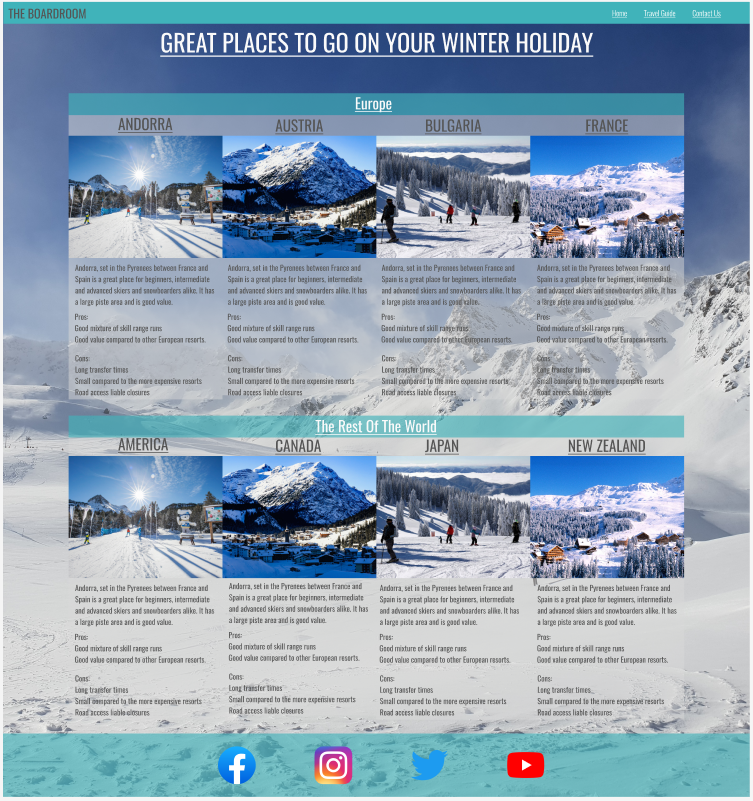 THE BOARDROOM
Home Travel Guide Contact Us
GREAT PLACES TO GO ON YOUR WINTER HOLIDAY
Europe
ANDORRA
Andorra, set in the Pyrenees between France and
Spain is a great place for beginners, intermediate
and advanced skiers and snowboarders alike. It has
a large piste area and is good value.
Pros:
Good mixture of skill range runs
Good value compared to other European resorts.
Cons:
Long transfer times
Small compared to the more expensive resorts
Road access liable closures
AUSTRIA
Andorra, set in the Pyrenees between France and
Spain is a great place for beginners, intermediate
and advanced skiers and snowboarders alike. It has
a large piste area and is good value.
Pros:
Good mixture of skill range runs
Good value compared to other European resorts.
Cons:
Long transfer times
Small compared to the more expensive resorts
Road access liable closures
BULGARIA
Andorra, set in the Pyrenees between France and
Spain is a great place for beginners, intermediate
and advanced skiers and snowboarders alike. It has
a large piste area and is good value.
Pros:
Good mixture of skill range runs
Good value compared to other European resorts.
Cons:
Long transfer times
Small compared to the more expensive resorts
Road access liable closures
FRANCE
Andorra, set in the Pyrenees between France and
Spain is a great place for beginners, intermediate
and advanced skiers and snowboarders alike. It has
a large piste area and is good value.
Pros:
Good mixture of skill range runs
Good value compared to other European resorts.
Cons:
Long transfer times
Small compared to the more expensive resorts
Road access liable closures
The Rest Of The World
AMERICA
Andorra, set in the Pyrenees between France and
Spain is a great place for beginners, intermediate
and advanced skiers and snowboarders alike. It has
a large piste area and is good value.
Pros:
Good mixture of skill range runs
Good value compared to other European resorts.
Cons:
Long transfer times
Small compared to the more expensive resorts
Road access liable closures
CANADA
Andorra, set in the Pyrenees between France and
Spain is a great place for beginners, intermediate
and advanced skiers and snowboarders alike. It has
a large piste area and is good value.
Pros:
Good mixture of skill range runs
Good value compared to other European resorts.
Cons:
Long transfer times
Small compared to the more expensive resorts
Road access liable closures
JAPAN
Andorra, set in the Pyrenees between France and
Spain is a great place for beginners, intermediate
and advanced skiers and snowboarders alike. It has
a large piste area and is good value.
Pros:
Good mixture of skill range runs
Good value compared to other European resorts.
Cons:
Long transfer times
Small compared to the more expensive resorts
Road access liable closures
NEW ZEALAND
Andorra, set in the Pyrenees between France and
Spain is a great place for beginners, intermediate
and advanced skiers and snowboarders alike. It has
a large piste area and is good value.
Pros:
Good mixture of skill range runs
Good value compared to other European resorts.
Cons:
Long transfer times
Small compared to the more expensive resorts
Road access liable closures